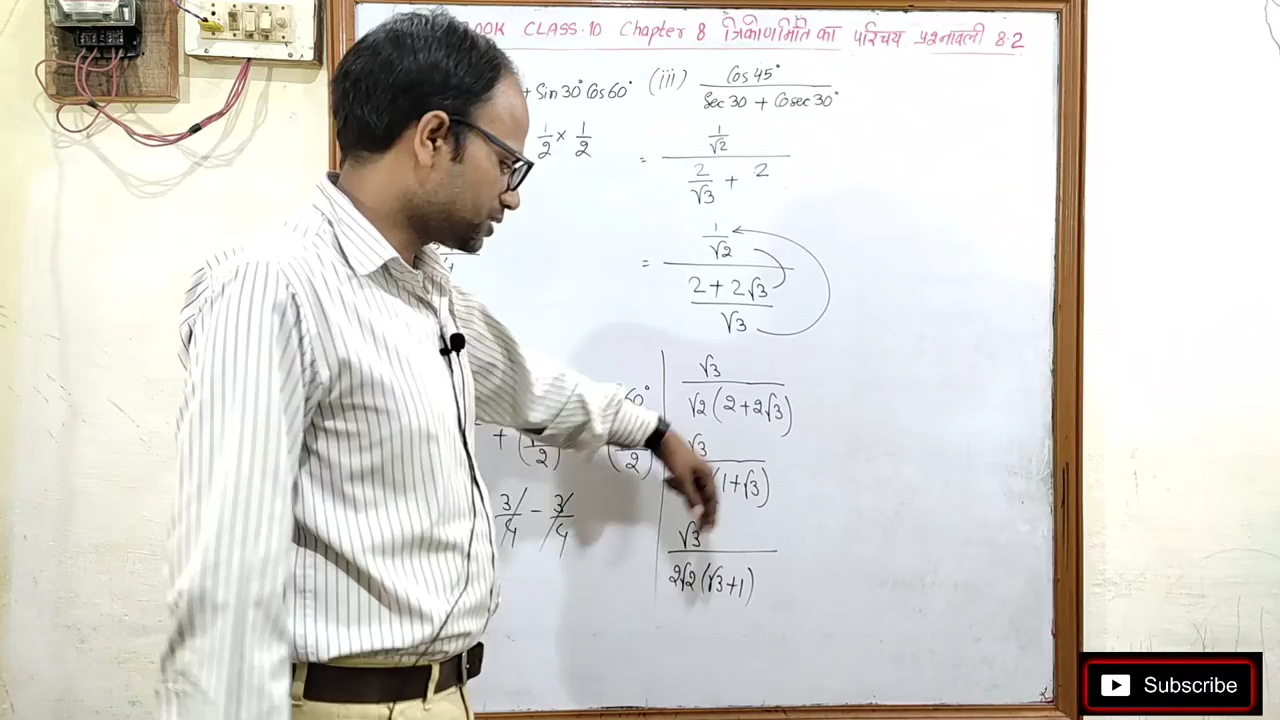 OOK CLASS.10 Chapter 8 त्रिकोणमिति का परिचय प्रश्नावली 8.2
+ Sin 30° Cos 60°
1/2 × 1/2
3/4 - 3/4
(iii) Cos 45° / Sec 30 + Cosec 30°
= 1/√2 / 2/√3 + 2
= 1/√2 / 2 + 2√3 / √3
√3 / √2 (2 + 2√3)
√3 / (1 + √3)
√3 / 2√2 (√3 + 1)
Subscribe